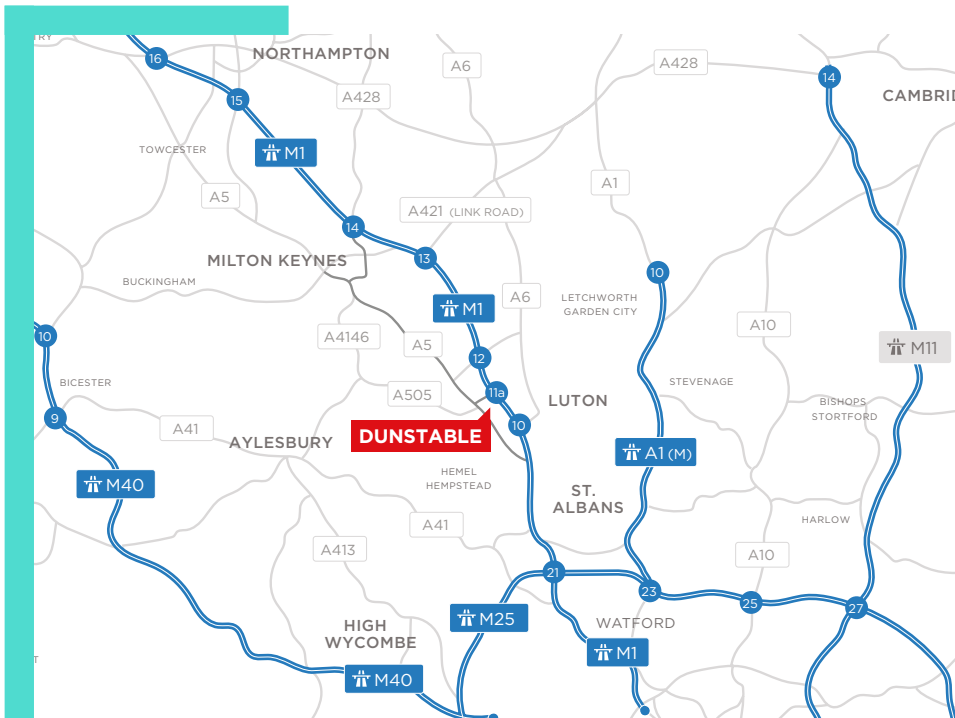 NORTHAMPTON
A6
A428
16
14
15
A428
CAMBRID
TOWCESTER
M1
A5
A1
A421 (LINK ROAD)
14
13
MILTON KEYNES
10
BUCKINGHAM
A6
LETCHWORTH
GARDEN CITY
M1
A10
10
A4146
A5
M11
12
BICESTER
11a
A505
STEVENAGE
LUTON
BISHOPS
STORTFORD
9
A41
10
DUNSTABLE
AYLESBURY
A1 (M)
HEMEL
HEMPSTEAD
M40
ST.
ALBANS
A41
HARLOW
A413
A10
21
23
25
27
M25
WATFORD
HIGH
WYCOMBE
M1
M40